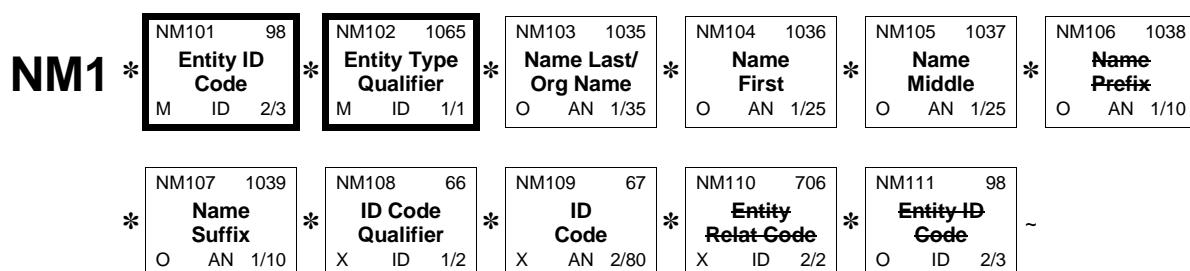 NM1 * NM101 98 * NM102 1065 * NM103 1035 * NM104 1036 * NM105 1037 * NM106 1038
Entity ID Entity Type Name Last/ Name Name Name
Code Qualifier Org Name First Middle Prefix
M ID 2/3 M ID 1/1 O AN 1/35 O AN 1/25 O AN 1/25 O AN 1/10
* NM107 1039 * NM108 66 * NM109 67 * NM110 706 * NM111 98 ~
Name ID Code ID Entity Entity ID
Suffix Qualifier Code Relat Code Code
O AN 1/10 X ID 1/2 X AN 2/80 X ID 2/2 O ID 2/3